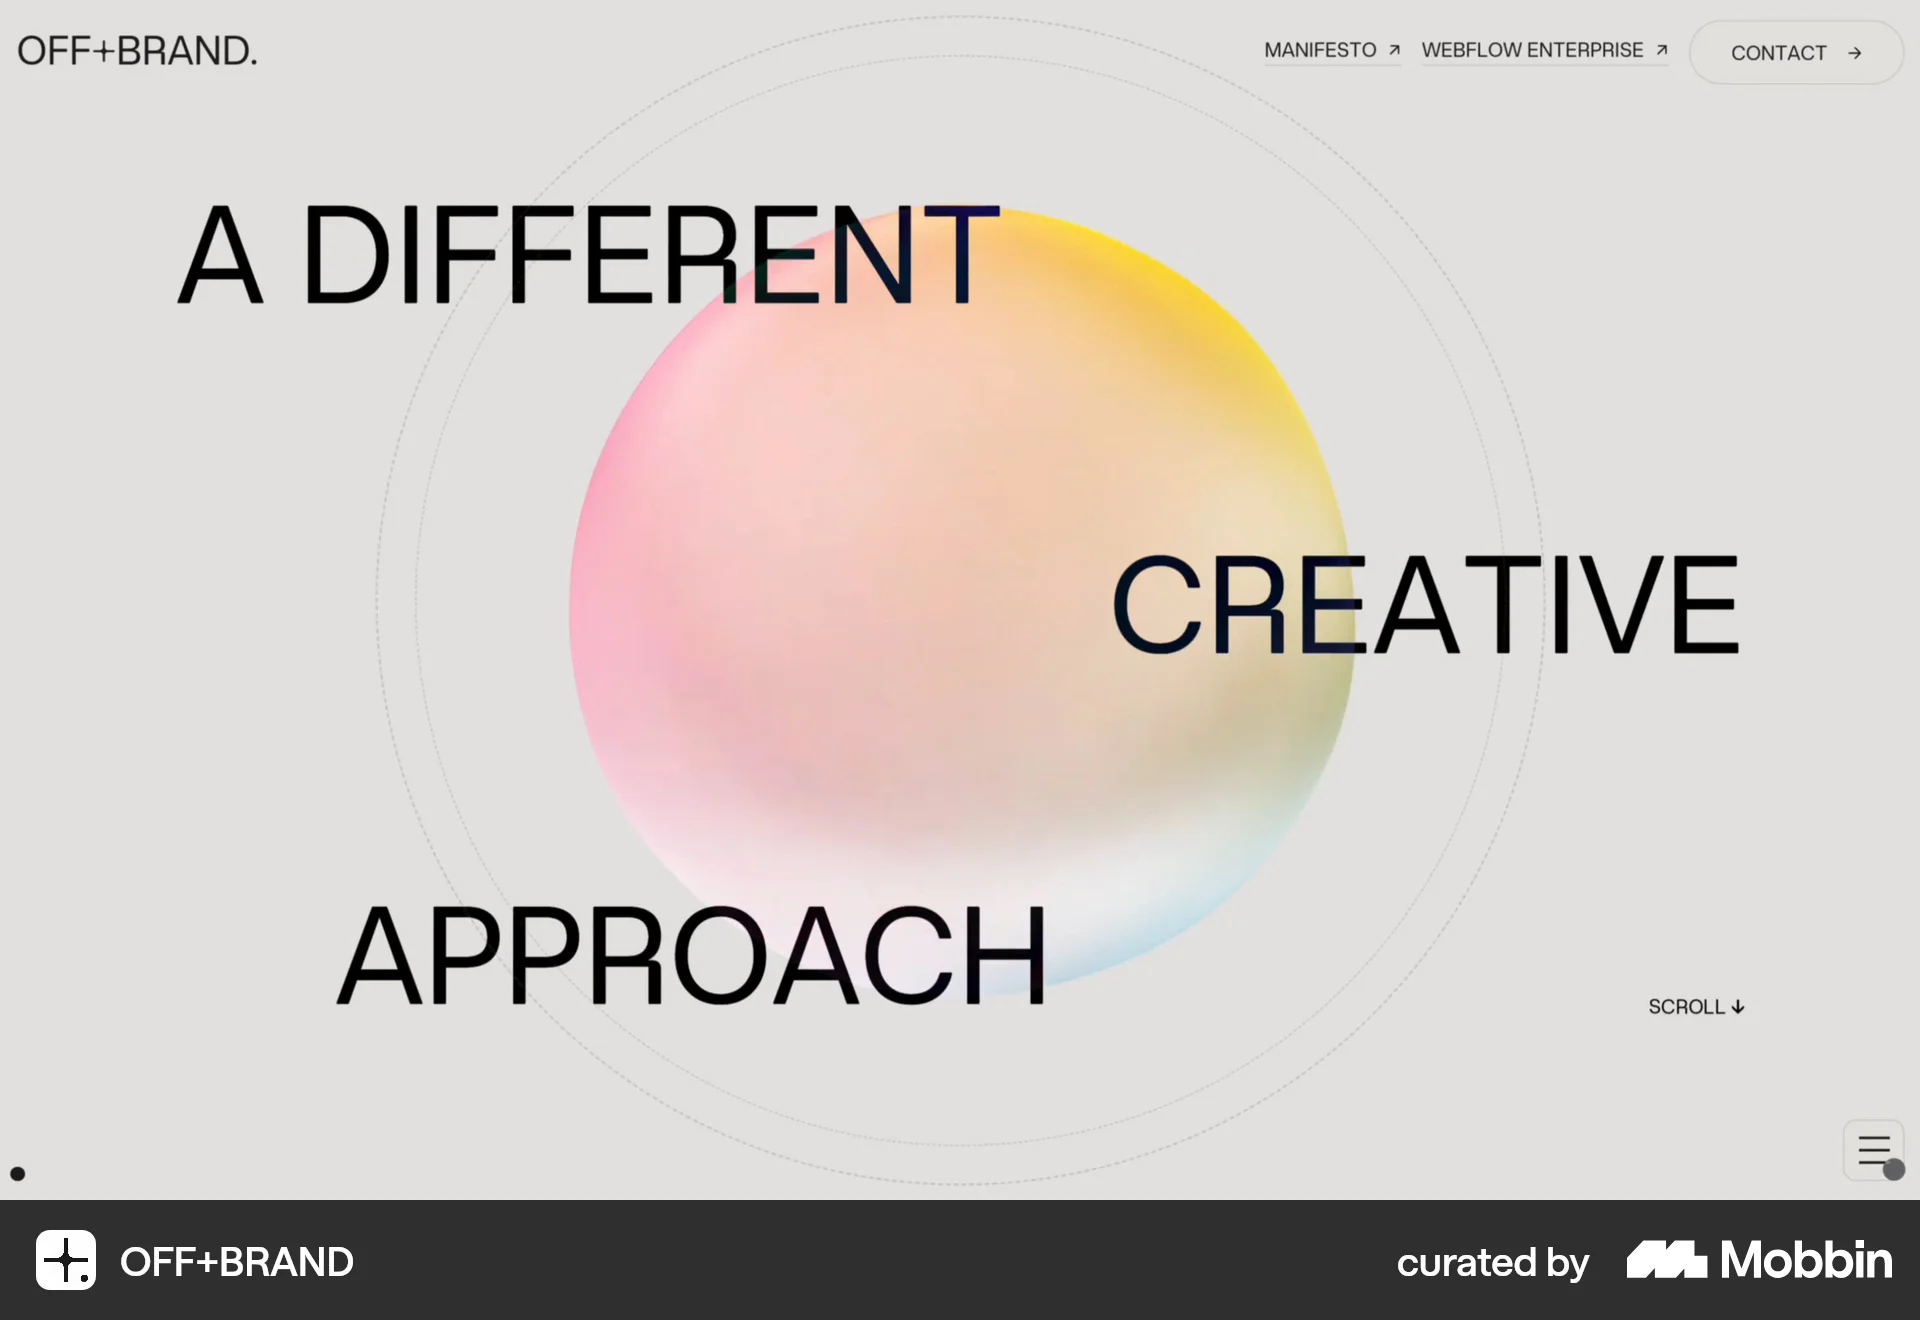 OFF+BRAND.
MANIFESTO ↗ WEBFLOW ENTERPRISE ↗ CONTACT →
A DIFFERENT
CREATIVE
APPROACH
SCROLL ↓
OFF+BRAND
curated by Mobbin